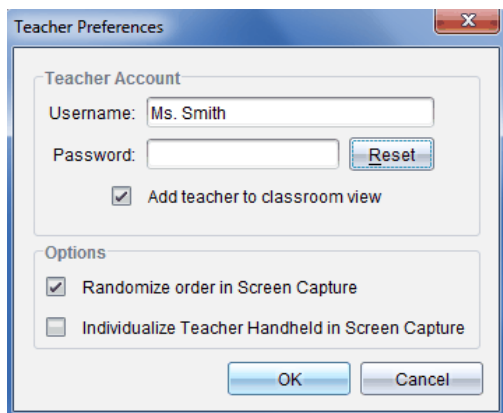 Teacher Preferences
x
Teacher Account
Username: Ms. Smith
Password: Reset
Add teacher to classroom view
Options
Randomize order in Screen Capture
Individualize Teacher Handheld in Screen Capture
OK Cancel